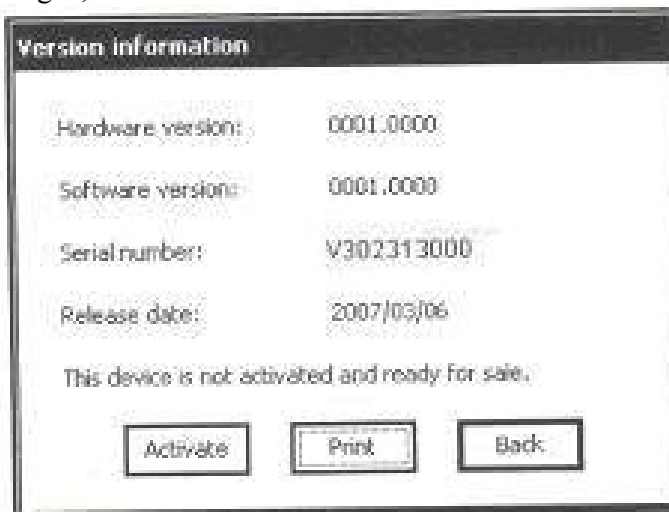 Version information
Hardware version: 0001.0000
Software version: 0001.0000
Serial number: V302313000
Release date: 2007/03/06
This device is not activated and ready for sale.
Activate Print Back